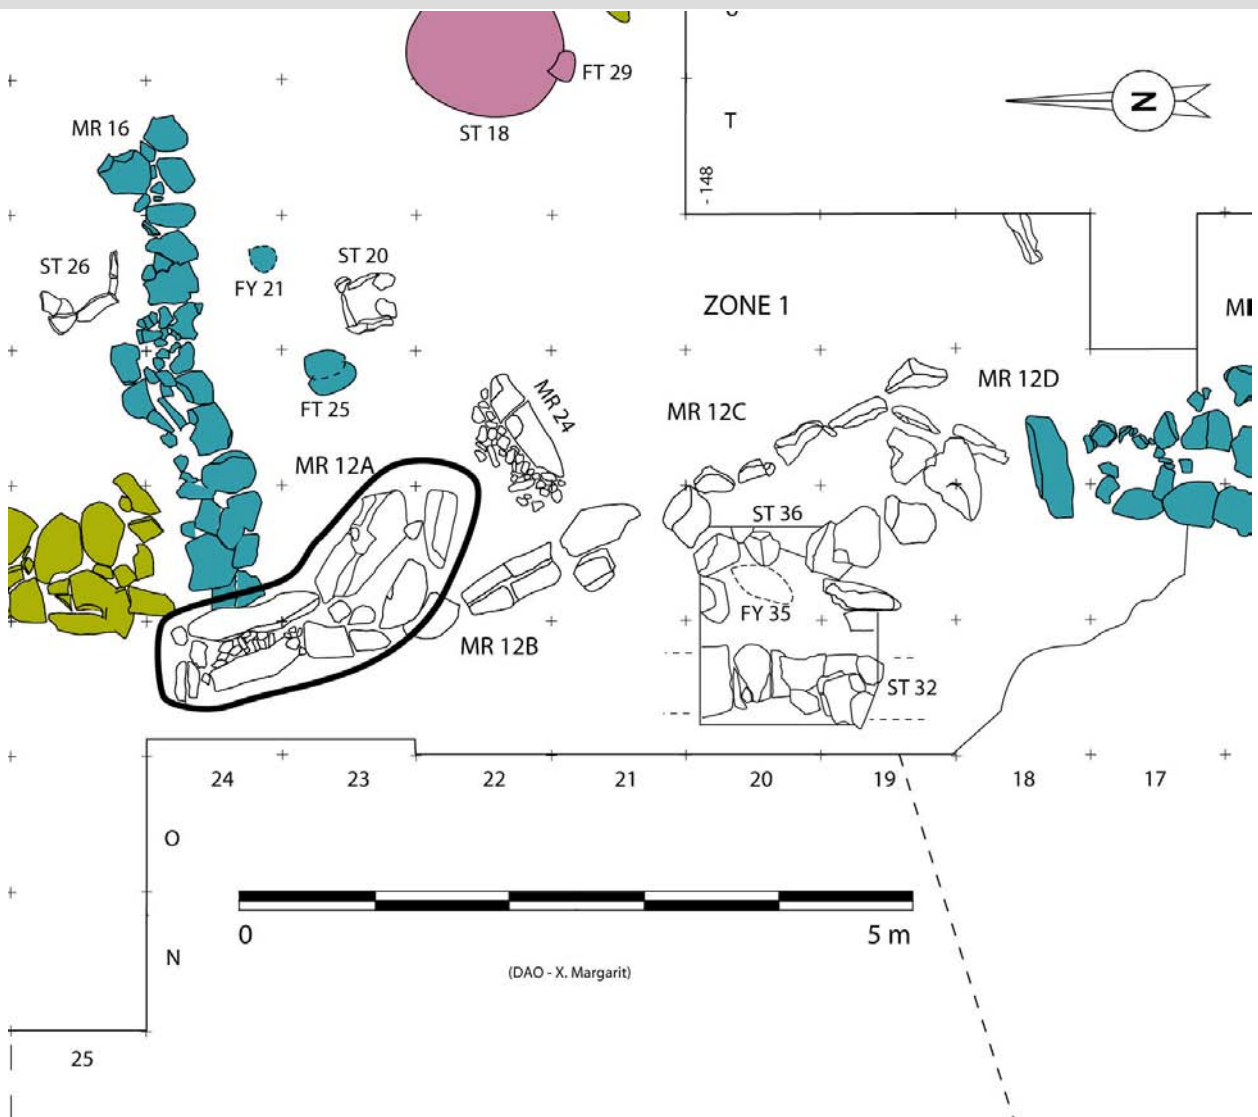 FT 29
T
N
MR 16
ST 18
- 148
ST 26
FY 21
ST 20
ZONE 1
FT 25
MR 24
MR 12C
MR 12D
MR 12A
ST 36
FY 35
MR 12B
ST 32
24 23 22 21 20 19 18 17
O
0 5 m
N
(DAO - X. Margarit)
25